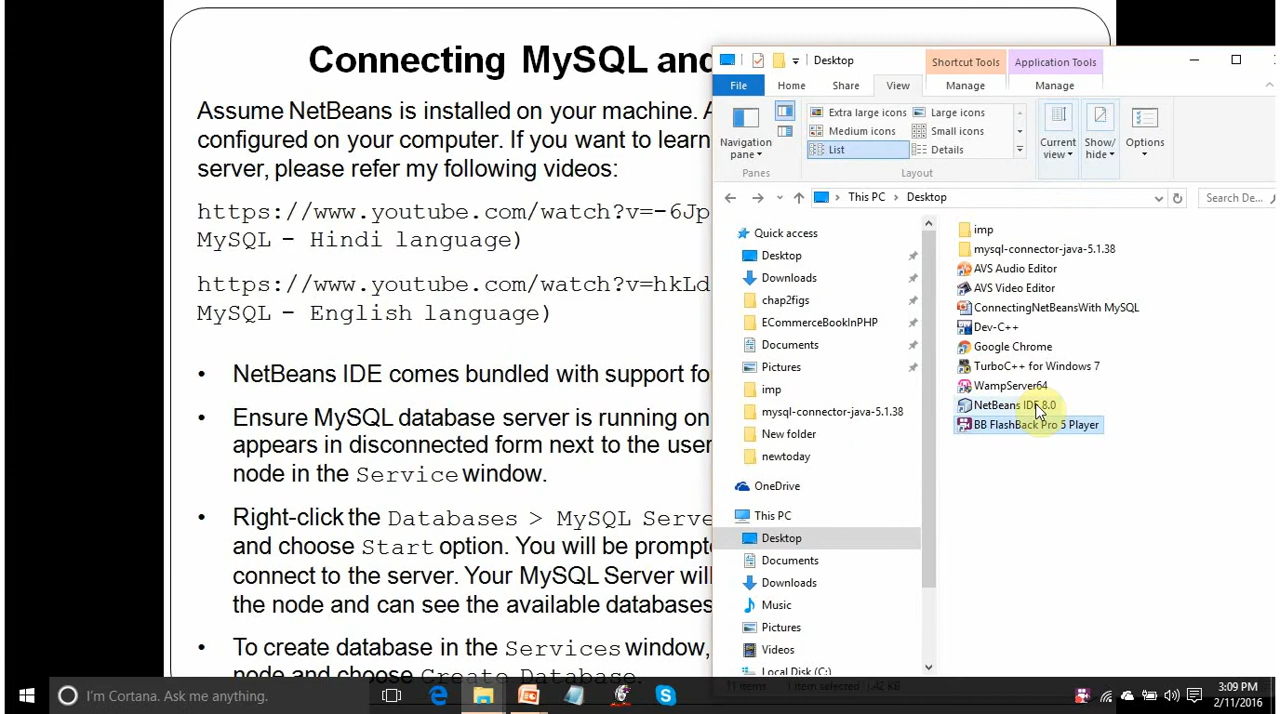 Connecting MySQL and
Assume NetBeans is installed on your machine. A
configured on your computer. If you want to learn
server, please refer my following videos:
https://www.youtube.com/watch?v=-6Jp
MySQL - Hindi language)
https://www.youtube.com/watch?v=hkLd
MySQL - English language)
• NetBeans IDE comes bundled with support fo
• Ensure MySQL database server is running on
appears in disconnected form next to the user
node in the Service window.
• Right-click the Databases > MySQL Serve
and choose Start option. You will be prompt
connect to the server. Your MySQL Server will
the node and can see the available databases
• To create database in the Services window,
node and choose Create Database.
Desktop
Shortcut Tools
Application Tools
File
Home
Share
View
Manage
Manage
Navigation
pane
Extra large icons
Large icons
Medium icons
Small icons
List
Details
Current
view
Show/
hide
Options
Panes
Layout
This PC
Desktop
Search De...
Quick access
Desktop
Downloads
chap2figs
ECommerceBookInPHP
Documents
Pictures
imp
mysql-connector-java-5.1.38
New folder
newtoday
OneDrive
This PC
Desktop
Documents
Downloads
Music
Pictures
Videos
Local Disk (C:)
imp
mysql-connector-java-5.1.38
AVS Audio Editor
AVS Video Editor
ConnectingNetBeansWith MySQL
Dev-C++
Google Chrome
TurboC++ for Windows 7
WampServer64
NetBeans IDE 8.0
BB FlashBack Pro 5 Player
11 items
1 item selected
1.42 KB
I'm Cortana. Ask me anything.
3:09 PM
2/11/2016